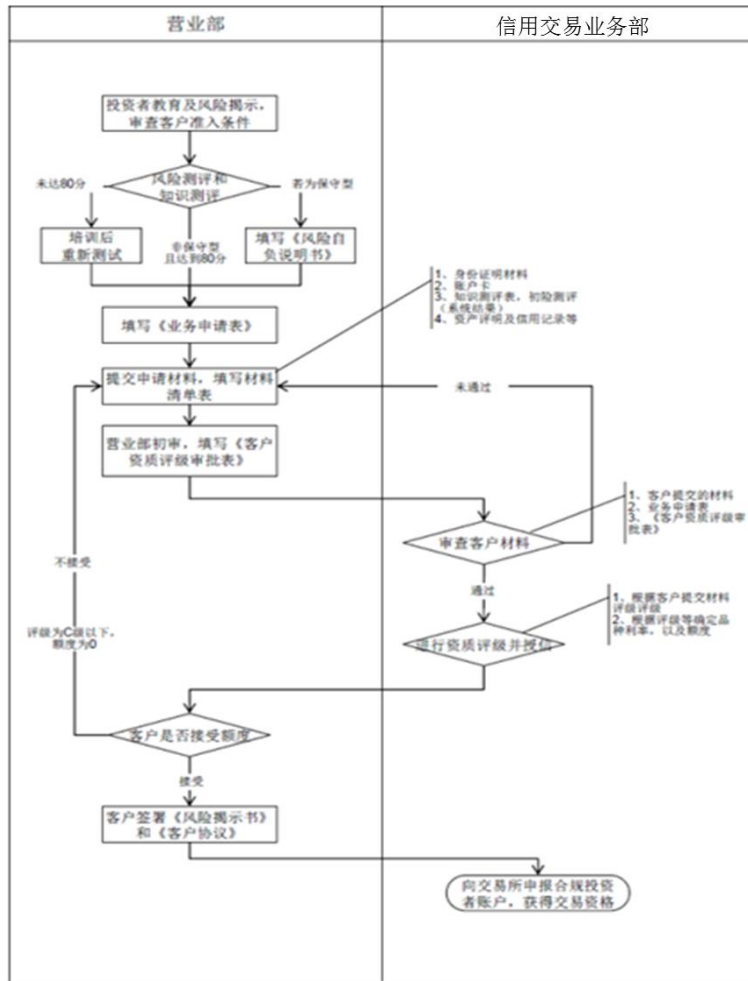 营业部
信用交易业务部
投资者教育及风险揭示，
审查客户准入条件
未达80分
风险测评和
知识测评
若为保守型
培训后
重新测试
非保守型
且达到80分
填写《风险自
负说明书》
1、身份证明材料
2、账户卡
3、知识测评表，初险测评
（系统结果）
4、资产评明及信用记录等
填写《业务申请表》
提交申请材料，填写材料
清单表
未通过
营业部初审，填写《客户
资质评级审批表》
1、客户提交的材料
2、业务申请表
3、《客户资质评级审
批表》
审查客户材料
不接受
通过
1、根据客户提交材料
评级评级
2、根据评级等确定品
种利率，以及额度
评级为C级以下，
额度为0
进行资质评级并授信
客户是否接受额度
接受
客户签署《风险揭示书》
和《客户协议》
向交易所申报合规投资
者账户，获得交易资格